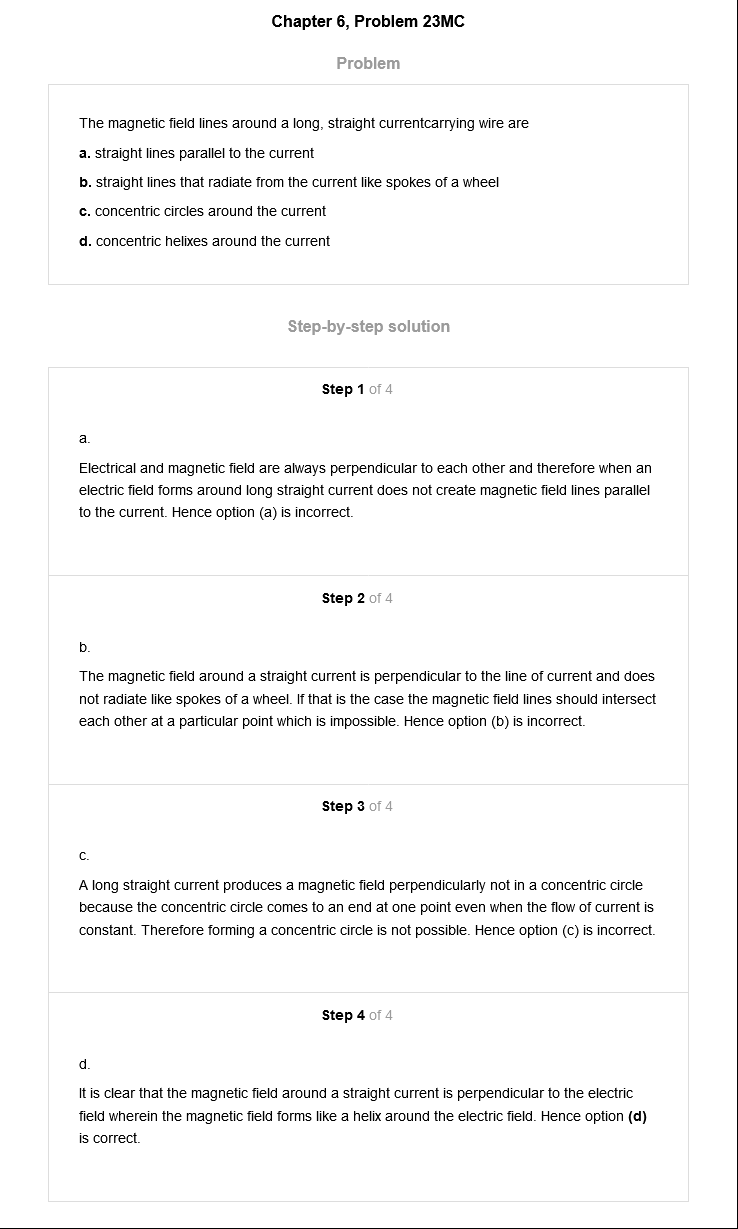 Chapter 6, Problem 23MC
Problem
The magnetic field lines around a long, straight currentcarrying wire are
a. straight lines parallel to the current
b. straight lines that radiate from the current like spokes of a wheel
c. concentric circles around the current
d. concentric helixes around the current
Step-by-step solution
Step 1 of 4
a.
Electrical and magnetic field are always perpendicular to each other and therefore when an
electric field forms around long straight current does not create magnetic field lines parallel
to the current. Hence option (a) is incorrect.
Step 2 of 4
b.
The magnetic field around a straight current is perpendicular to the line of current and does
not radiate like spokes of a wheel. If that is the case the magnetic field lines should intersect
each other at a particular point which is impossible. Hence option (b) is incorrect.
Step 3 of 4
c.
A long straight current produces a magnetic field perpendicularly not in a concentric circle
because the concentric circle comes to an end at one point even when the flow of current is
constant. Therefore forming a concentric circle is not possible. Hence option (c) is incorrect.
Step 4 of 4
d.
It is clear that the magnetic field around a straight current is perpendicular to the electric
field wherein the magnetic field forms like a helix around the electric field. Hence option (d)
is correct.